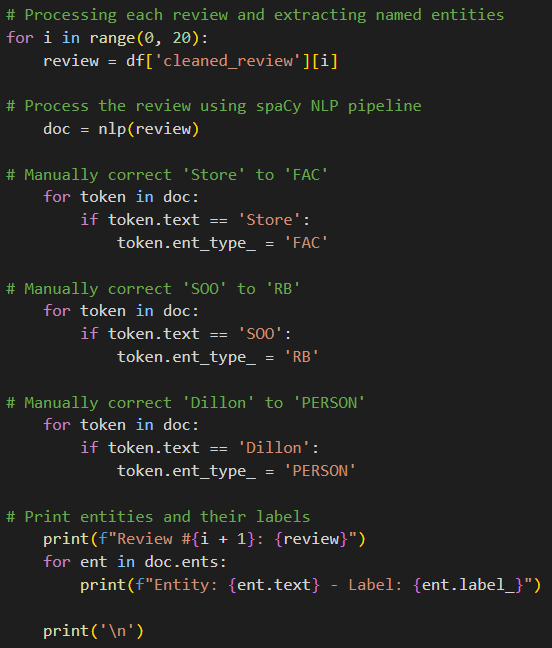 # Processing each review and extracting named entities
for i in range(0, 20):
    review = df['cleaned_review'][i]

# Process the review using spaCy NLP pipeline
    doc = nlp(review)

# Manually correct 'Store' to 'FAC'
    for token in doc:
        if token.text == 'Store':
            token.ent_type_ = 'FAC'

# Manually correct 'SOO' to 'RB'
    for token in doc:
        if token.text == 'SOO':
            token.ent_type_ = 'RB'

# Manually correct 'Dillon' to 'PERSON'
    for token in doc:
        if token.text == 'Dillon':
            token.ent_type_ = 'PERSON'

# Print entities and their labels
    print(f"Review #{i + 1}: {review}")
    for ent in doc.ents:
        print(f"Entity: {ent.text} - Label: {ent.label_}")

    print('\n')